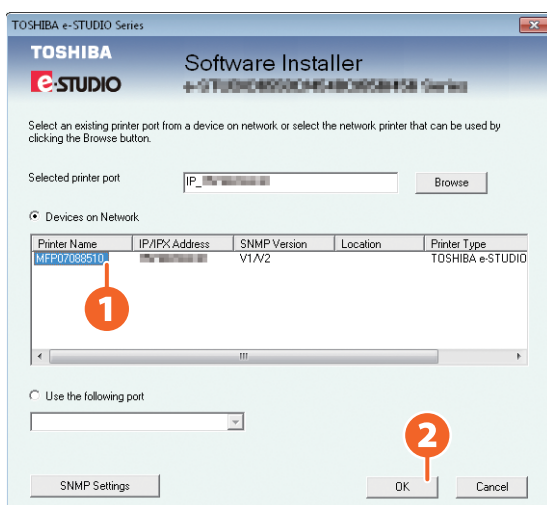 TOSHIBA e-STUDIO Series
TOSHIBA
e-STUDIO
Software Installer
Series
Select an existing printer port from a device on network or select the network printer that can be used by
clicking the Browse button.
Selected printer port
IP_
Browse
Devices on Network
Printer Name IP/IPX Address SNMP Version Location Printer Type
MFP07088510 V1/V2 TOSHIBA e-STUDIO
1
Use the following port
2
SNMP Settings
OK
Cancel